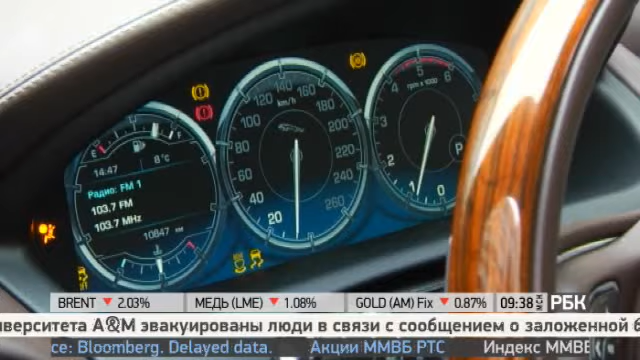 120 140 160
100 km/h 180
80 200
60 220
40 240
20 260
rpm x 1000
4 5 6
3
2
1 0
P
E F
14:47 8°C
Радио: FM 1
103.7 FM
103.7 MHz
10847 km
BRENT ▼ 2.03% МЕДЬ (LME) ▼ 1.08% GOLD (AM) Fix ▼ 0.87% 09:38 МСК РБК
иверситета A&M эвакуированы люди в связи с сообщением о заложенной б
ce: Bloomberg. Delayed data. Акции ММВБ РТС Индекс ММВБ